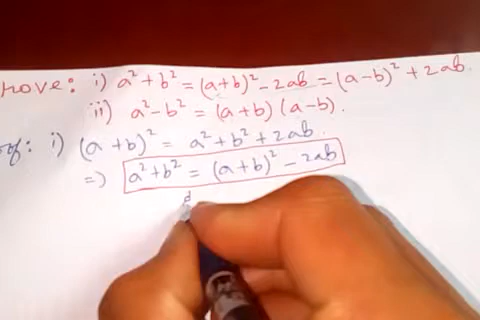 rove: i) a² + b² = (a+b)² - 2ab = (a-b)² + 2ab.
ii) a² - b² = (a+b) (a-b).
of: i) (a + b)² = a² + b² + 2ab.
=) a² + b² = (a+b)² - 2ab